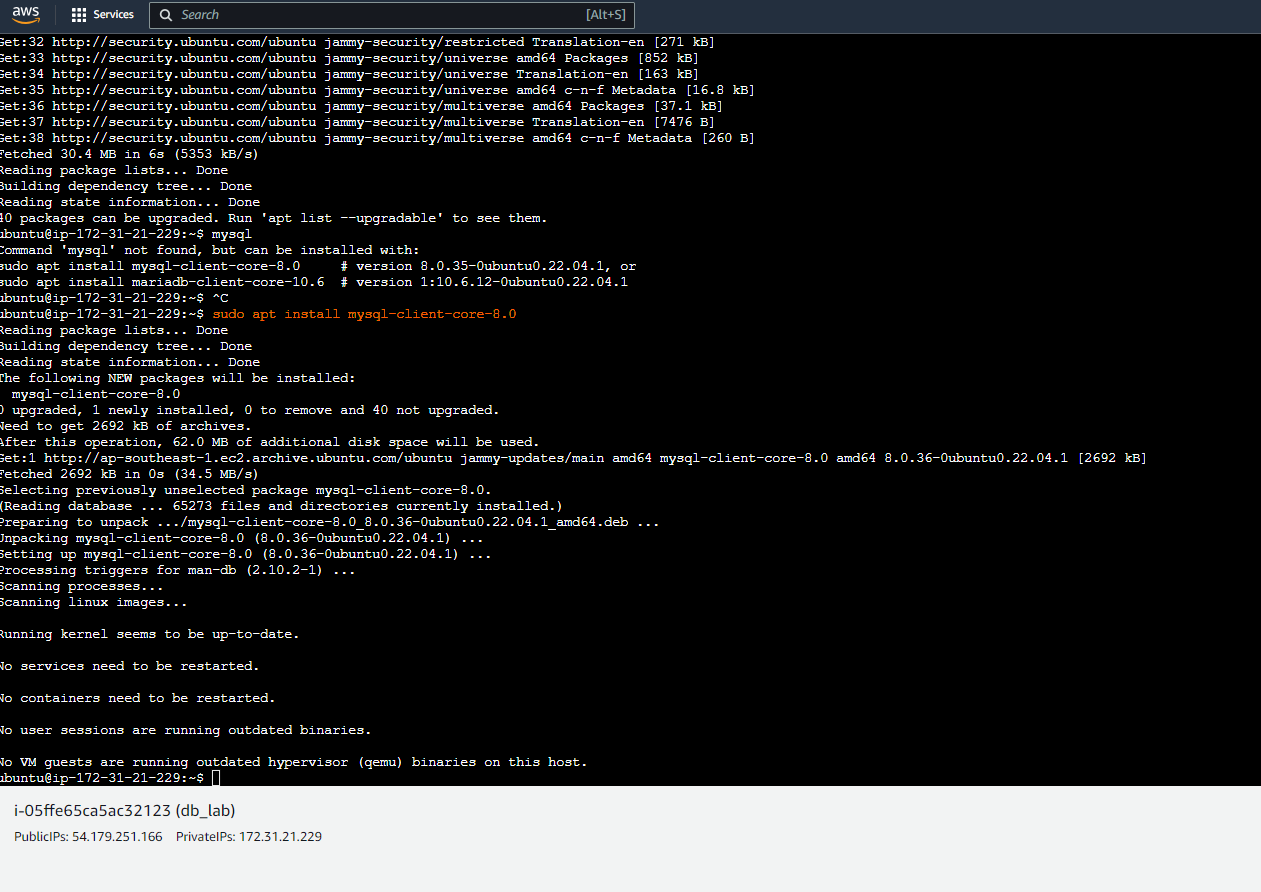 aws
Services
Search [Alt+S]
Get:32 http://security.ubuntu.com/ubuntu jammy-security/restricted Translation-en [271 kB]
Get:33 http://security.ubuntu.com/ubuntu jammy-security/universe amd64 Packages [852 kB]
Get:34 http://security.ubuntu.com/ubuntu jammy-security/universe Translation-en [163 kB]
Get:35 http://security.ubuntu.com/ubuntu jammy-security/universe amd64 c-n-f Metadata [16.8 kB]
Get:36 http://security.ubuntu.com/ubuntu jammy-security/multiverse amd64 Packages [37.1 kB]
Get:37 http://security.ubuntu.com/ubuntu jammy-security/multiverse Translation-en [7476 B]
Get:38 http://security.ubuntu.com/ubuntu jammy-security/multiverse amd64 c-n-f Metadata [260 B]
Fetched 30.4 MB in 6s (5353 kB/s)
Reading package lists... Done
Building dependency tree... Done
Reading state information... Done
40 packages can be upgraded. Run 'apt list --upgradable' to see them.
ubuntu@ip-172-31-21-229:~$ mysql
Command 'mysql' not found, but can be installed with:
sudo apt install mysql-client-core-8.0     # version 8.0.35-0ubuntu0.22.04.1, or
sudo apt install mariadb-client-core-10.6  # version 1:10.6.12-0ubuntu0.22.04.1
ubuntu@ip-172-31-21-229:~$ ^C
ubuntu@ip-172-31-21-229:~$ sudo apt install mysql-client-core-8.0
Reading package lists... Done
Building dependency tree... Done
Reading state information... Done
The following NEW packages will be installed:
  mysql-client-core-8.0
0 upgraded, 1 newly installed, 0 to remove and 40 not upgraded.
Need to get 2692 kB of archives.
After this operation, 62.0 MB of additional disk space will be used.
Get:1 http://ap-southeast-1.ec2.archive.ubuntu.com/ubuntu jammy-updates/main amd64 mysql-client-core-8.0 amd64 8.0.36-0ubuntu0.22.04.1 [2692 kB]
Fetched 2692 kB in 0s (34.5 MB/s)
Selecting previously unselected package mysql-client-core-8.0.
(Reading database ... 65273 files and directories currently installed.)
Preparing to unpack .../mysql-client-core-8.0_8.0.36-0ubuntu0.22.04.1_amd64.deb ...
Unpacking mysql-client-core-8.0 (8.0.36-0ubuntu0.22.04.1) ...
Setting up mysql-client-core-8.0 (8.0.36-0ubuntu0.22.04.1) ...
Processing triggers for man-db (2.10.2-1) ...
Scanning processes...
Scanning linux images...
Running kernel seems to be up-to-date.
No services need to be restarted.
No containers need to be restarted.
No user sessions are running outdated binaries.
No VM guests are running outdated hypervisor (qemu) binaries on this host.
ubuntu@ip-172-31-21-229:~$
i-05ffe65ca5ac32123 (db_lab)
PublicIPs: 54.179.251.166 PrivateIPs: 172.31.21.229